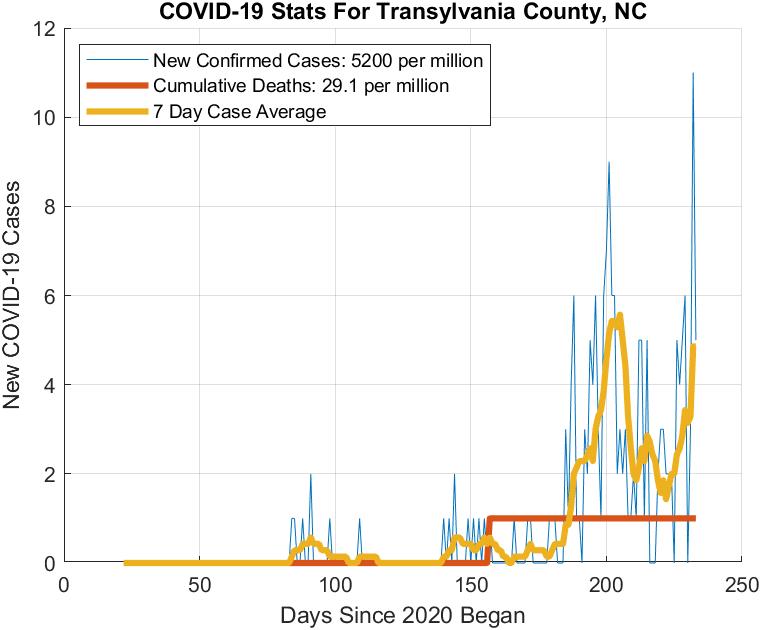 COVID-19 Stats For Transylvania County, NC
New Confirmed Cases: 5200 per million
Cumulative Deaths: 29.1 per million
7 Day Case Average
New COVID-19 Cases
12
10
8
6
4
2
0
0 50 100 150 200 250
Days Since 2020 Began